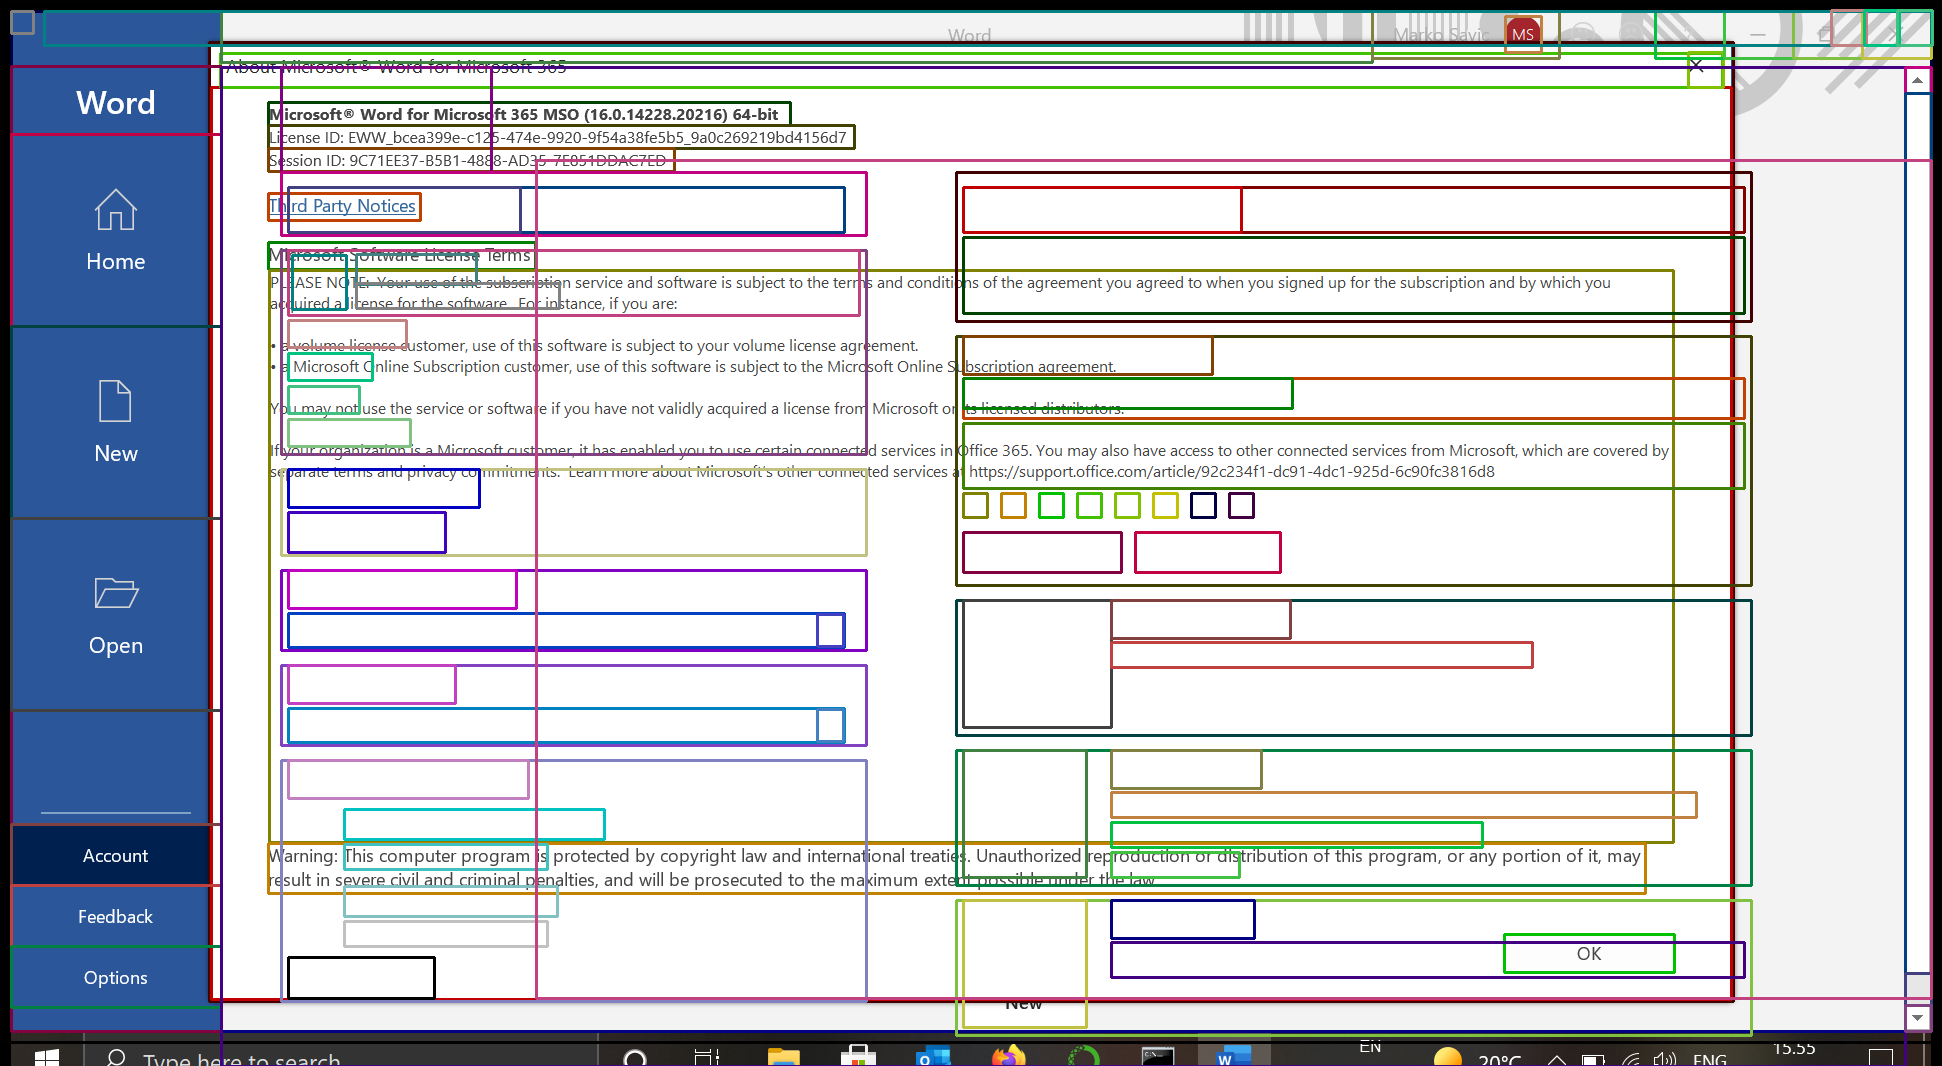 Word
Marko Savic
MS
About Microsoft® Word for Microsoft 365
Word
Microsoft® Word for Microsoft 365 MSO (16.0.14228.20216) 64-bit
License ID: EWW_bcea399e-c125-474e-9920-9f54a38fe5b5_9a0c269219bd4156d7
Session ID: 9C71EE37-B5B1-4888-AD35-7E851DDAC7ED
Third Party Notices
Home
Microsoft Software License Terms
PLEASE NOTE: Your use of the subscription service and software is subject to the terms and conditions of the agreement you agreed to when you signed up for the subscription and by which you
acquired a license for the software. For instance, if you are:
• a volume license customer, use of this software is subject to your volume license agreement.
• a Microsoft Online Subscription customer, use of this software is subject to the Microsoft Online Subscription agreement.
You may not use the service or software if you have not validly acquired a license from Microsoft or its licensed distributors.
New
If your organization is a Microsoft customer, it has enabled you to use certain connected services in Office 365. You may also have access to other connected services from Microsoft, which are covered by
separate terms and privacy commitments. Learn more about Microsoft's other connected services at https://support.office.com/article/92c234f1-dc91-4dc1-925d-6c90fc3816d8
Open
Account
Warning: This computer program is protected by copyright law and international treaties. Unauthorized reproduction or distribution of this program, or any portion of it, may
result in severe civil and criminal penalties, and will be prosecuted to the maximum extent possible under the law.
Feedback
OK
Options
New
Type here to search
EN
20°C
ENG
15.55